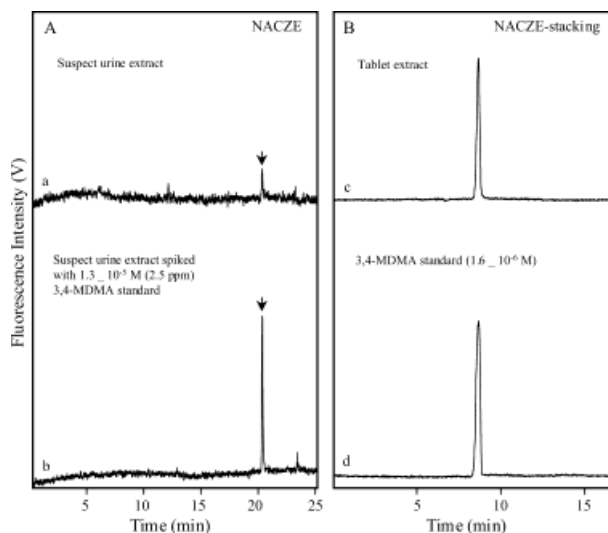 A
NACZE
Suspect urine extract
a
Suspect urine extract spiked
with 1.3 _ 10⁻⁵ M (2.5 ppm)
3,4-MDMA standard
b
5 10 15 20 25
Time (min)
Fluorescence Intensity (V)
B
NACZE-stacking
Tablet extract
c
3,4-MDMA standard (1.6 _ 10⁻⁶ M)
d
5 10 15
Time (min)